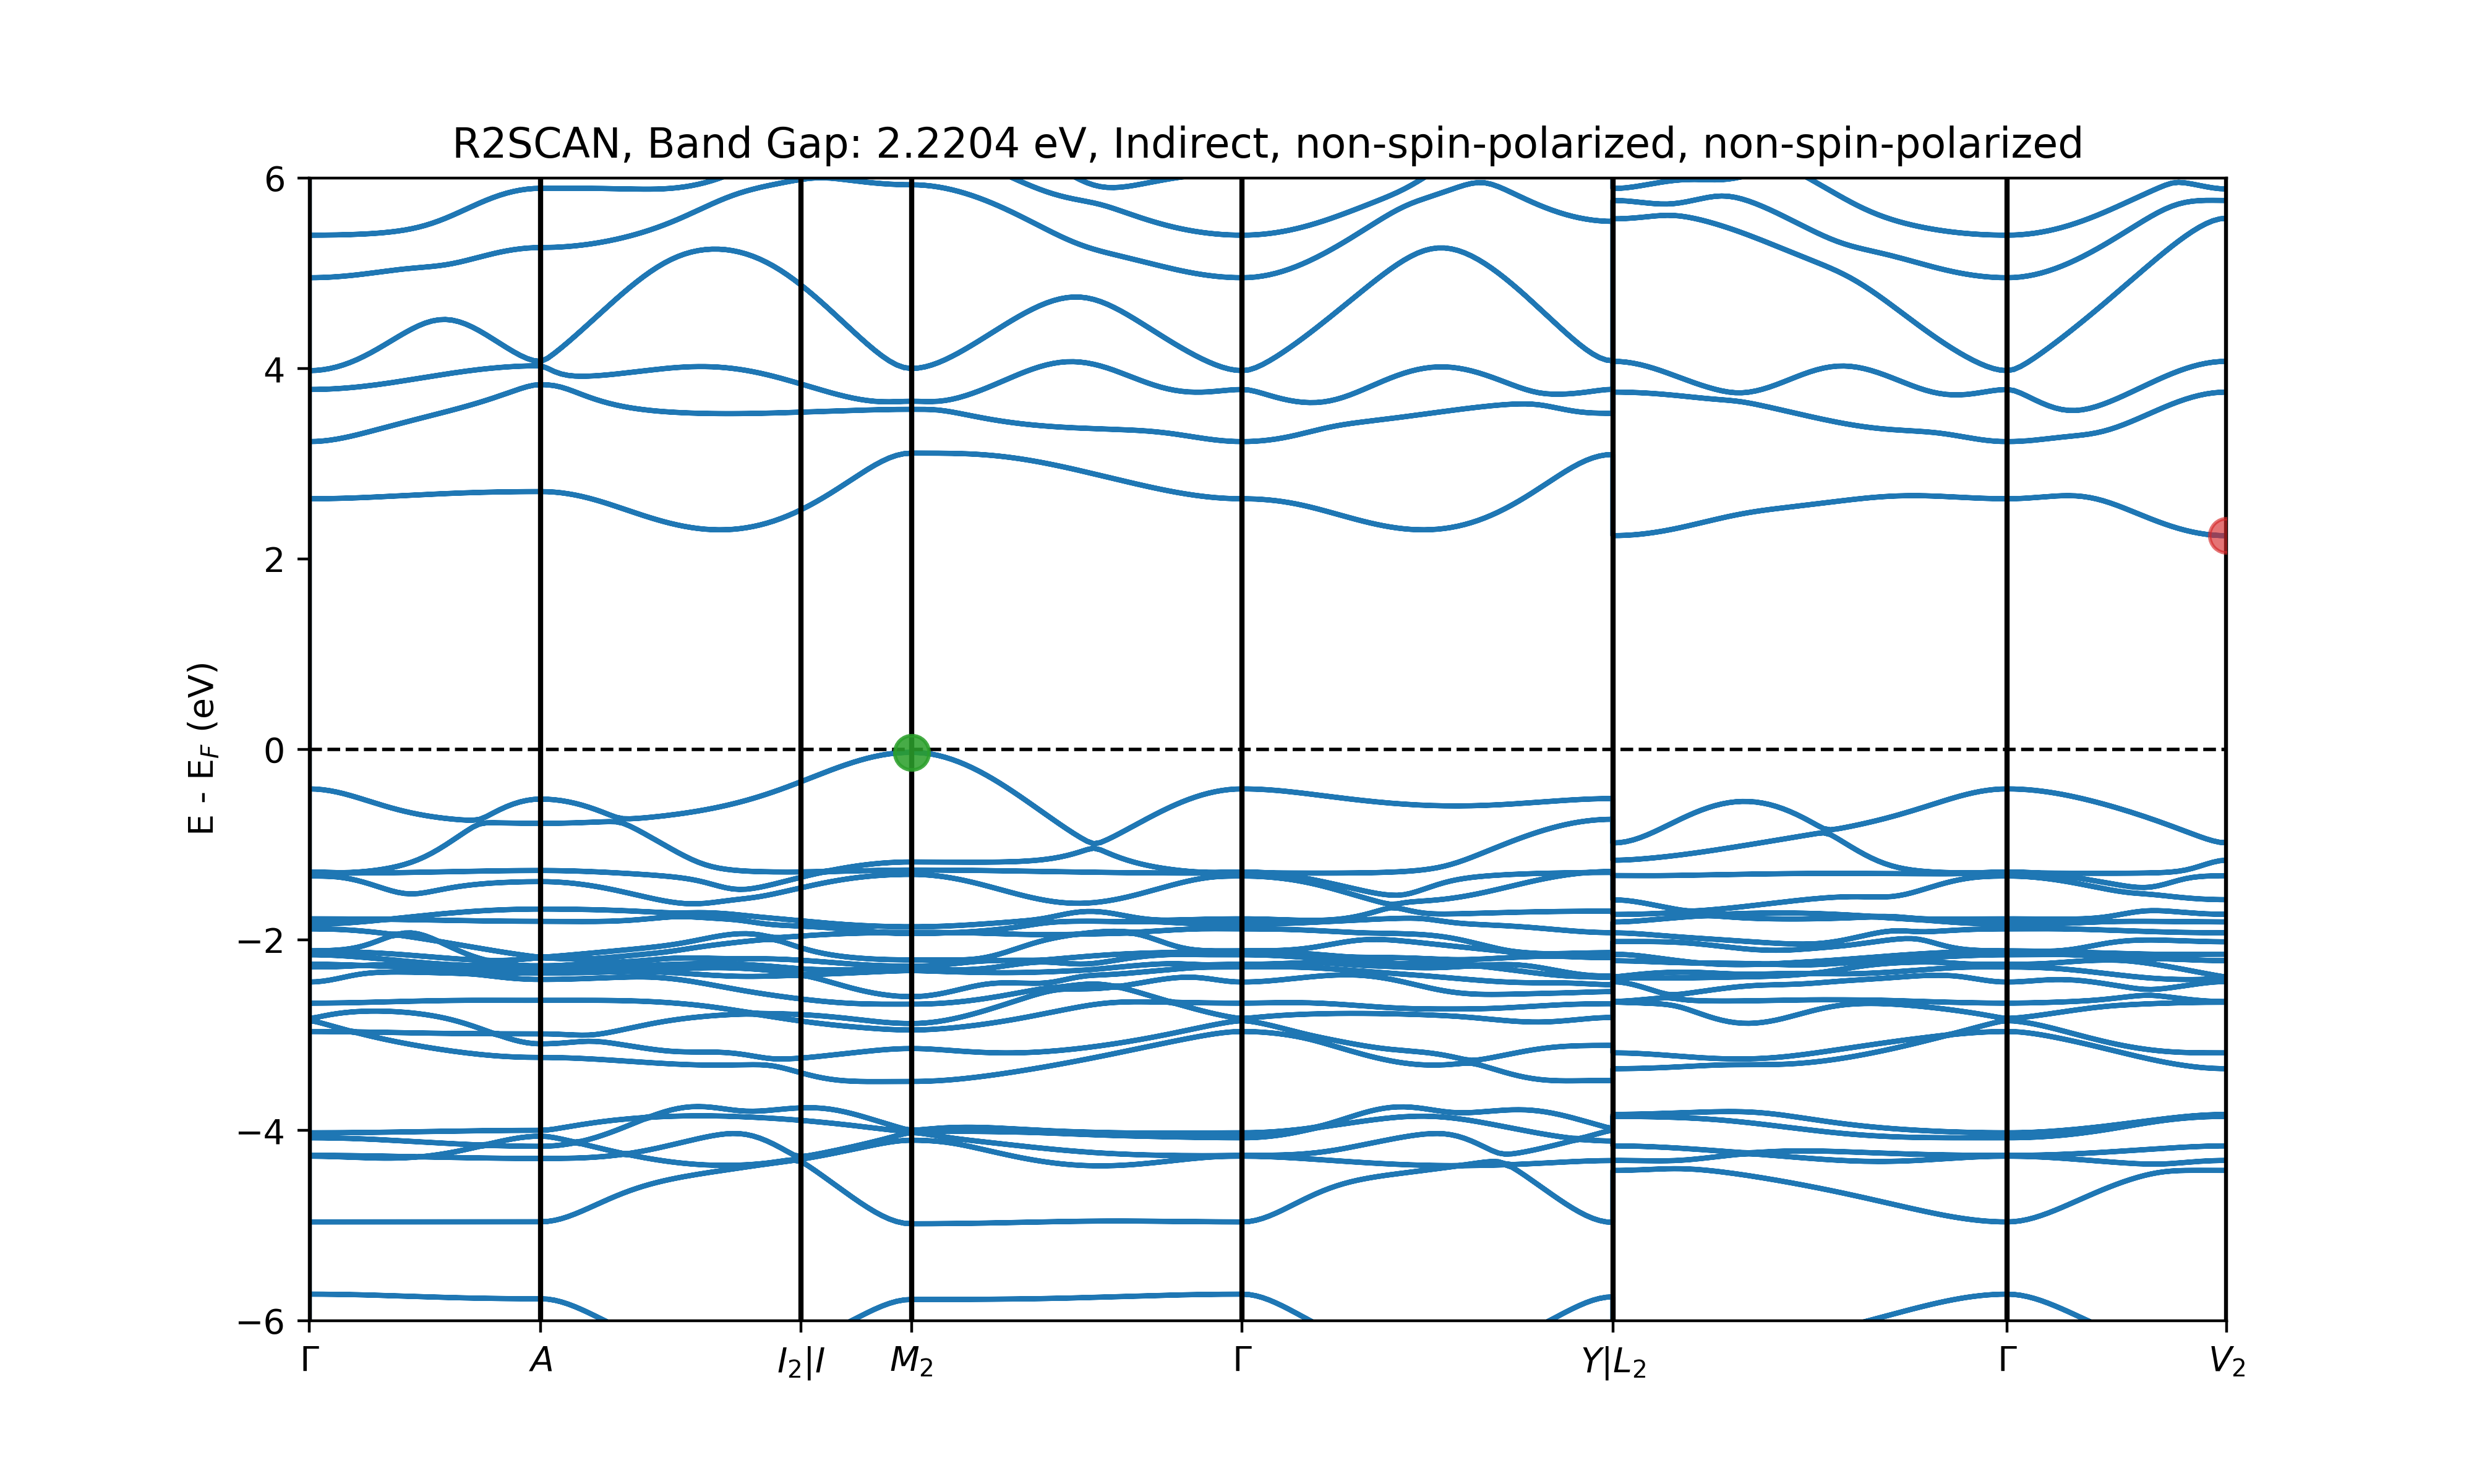 R2SCAN, Band Gap: 2.2204 eV, Indirect, non-spin-polarized, non-spin-polarized
E - E_F (eV)
6
4
2
0
−2
−4
−6
Γ A I₂|I M₂ Γ Y|L₂ Γ V₂